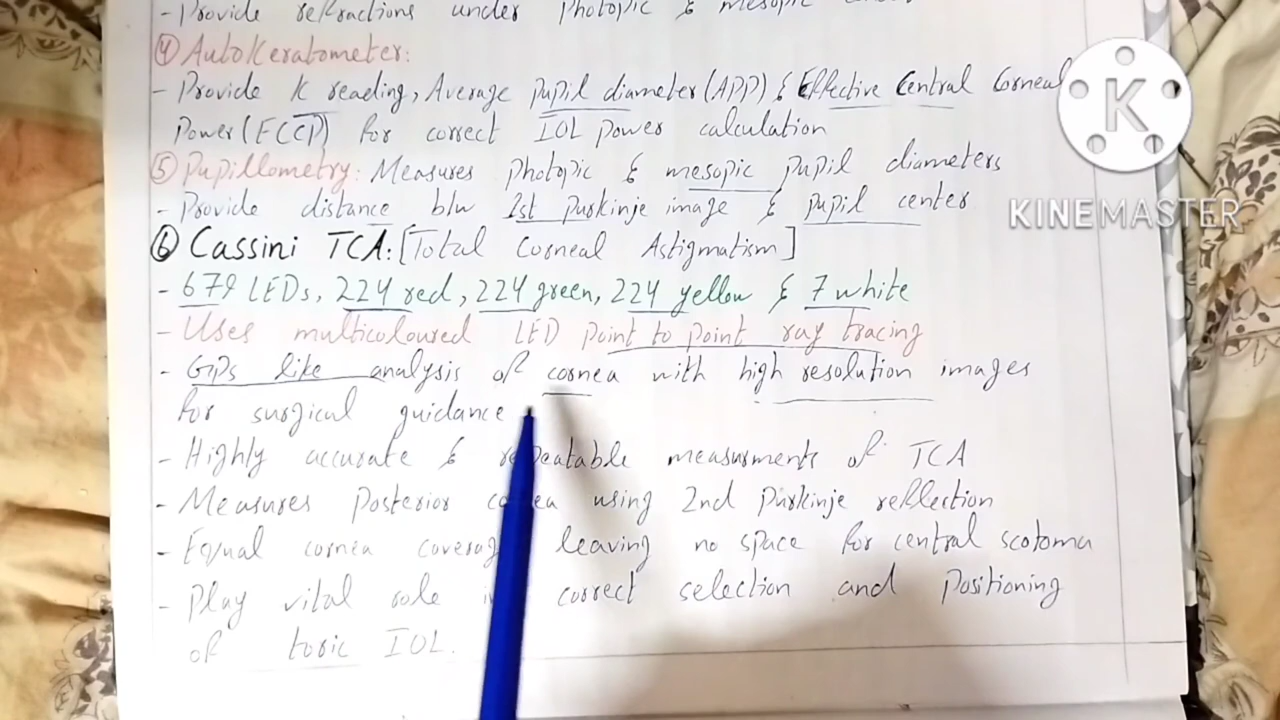 - Provide refractions under Photopic & mesopic
④ AutoKeratometer:
- Provide K reading, Average pupil diameter (APP) & Effective Central Corneal
Power (ECCP) for correct IOL power calculation
⑤ Pupillometry: Measures Photopic & mesopic pupil diameters
- Provide distance b/w 1st Purkinje image & pupil center
⑥ Cassini TCA: [Total Corneal Astigmatism]
- 679 LEDs, 224 red, 224 green, 224 yellow & 7 white
- Uses multicoloured LED point to point ray tracing
- GPs like analysis of cornea with high resolution images
for surgical guidance
- Highly accurate & repeatable measurments of TCA
- Measures Posterior cornea using 2nd Purkinje reflection
- Equal cornea coverag leaving no space for central scotoma
- Play vital role in correct selection and Positioning
of toric IOL.
K
KINEMASTER